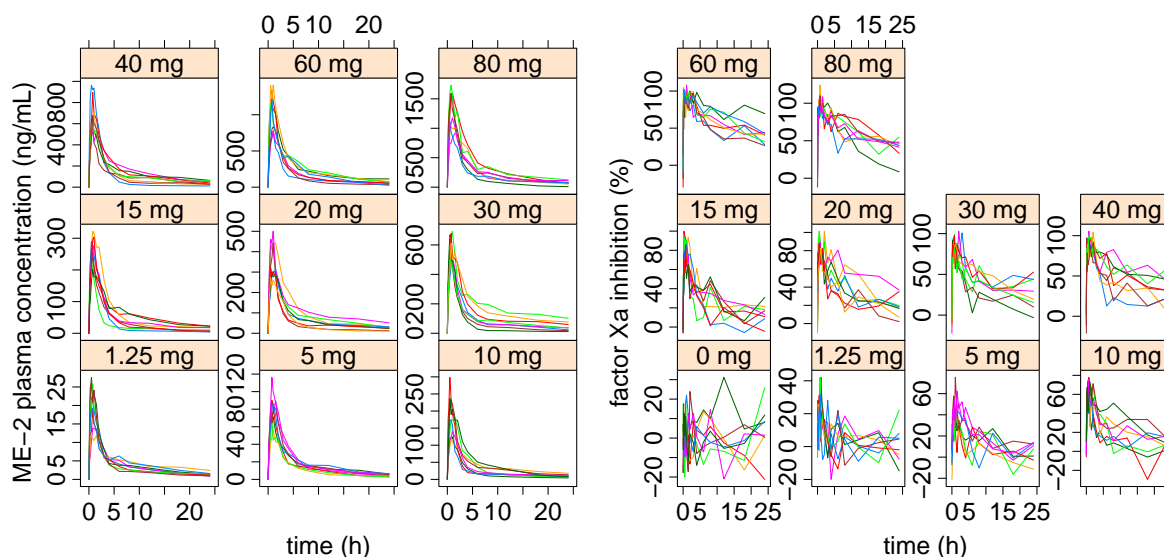 0 5 10 20
0 5 15 25
40 mg 60 mg 80 mg 60 mg 80 mg
0 400 800
0 500
0 500 1500
0 50 100
0 50 100
15 mg 20 mg 30 mg 15 mg 20 mg 30 mg 40 mg
0 100 300
0 200 500
0 200 600
0 40 80
0 40 80
0 50 100
0 50 100
1.25 mg 5 mg 10 mg 0 mg 1.25 mg 5 mg 10 mg
0 5 15 25
0 40 80 120
0 100 250
−20 0 20
−20 0 20 40
−20 20 60
−20 20 60
0 5 10 20
0 5 10 20
0 5 15 25
0 5 15 25
ME−2 plasma concentration (ng/mL)
factor Xa inhibition (%)
time (h)
time (h)